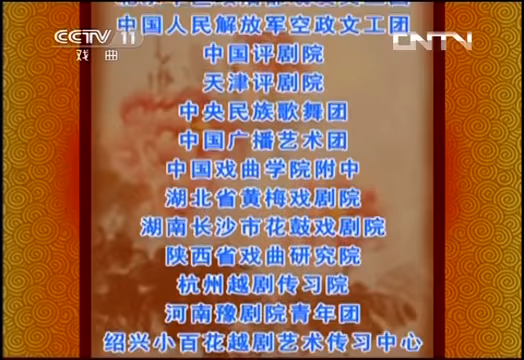 中国人民解放军空政文工团
CCTV 11
戏曲
CNTV
中国评剧院
天津评剧院
中央民族歌舞团
中国广播艺术团
中国戏曲学院附中
湖北省黄梅戏剧院
湖南长沙市花鼓戏剧院
陕西省戏曲研究院
杭州越剧传习院
河南豫剧院青年团
绍兴小百花越剧艺术传习中心